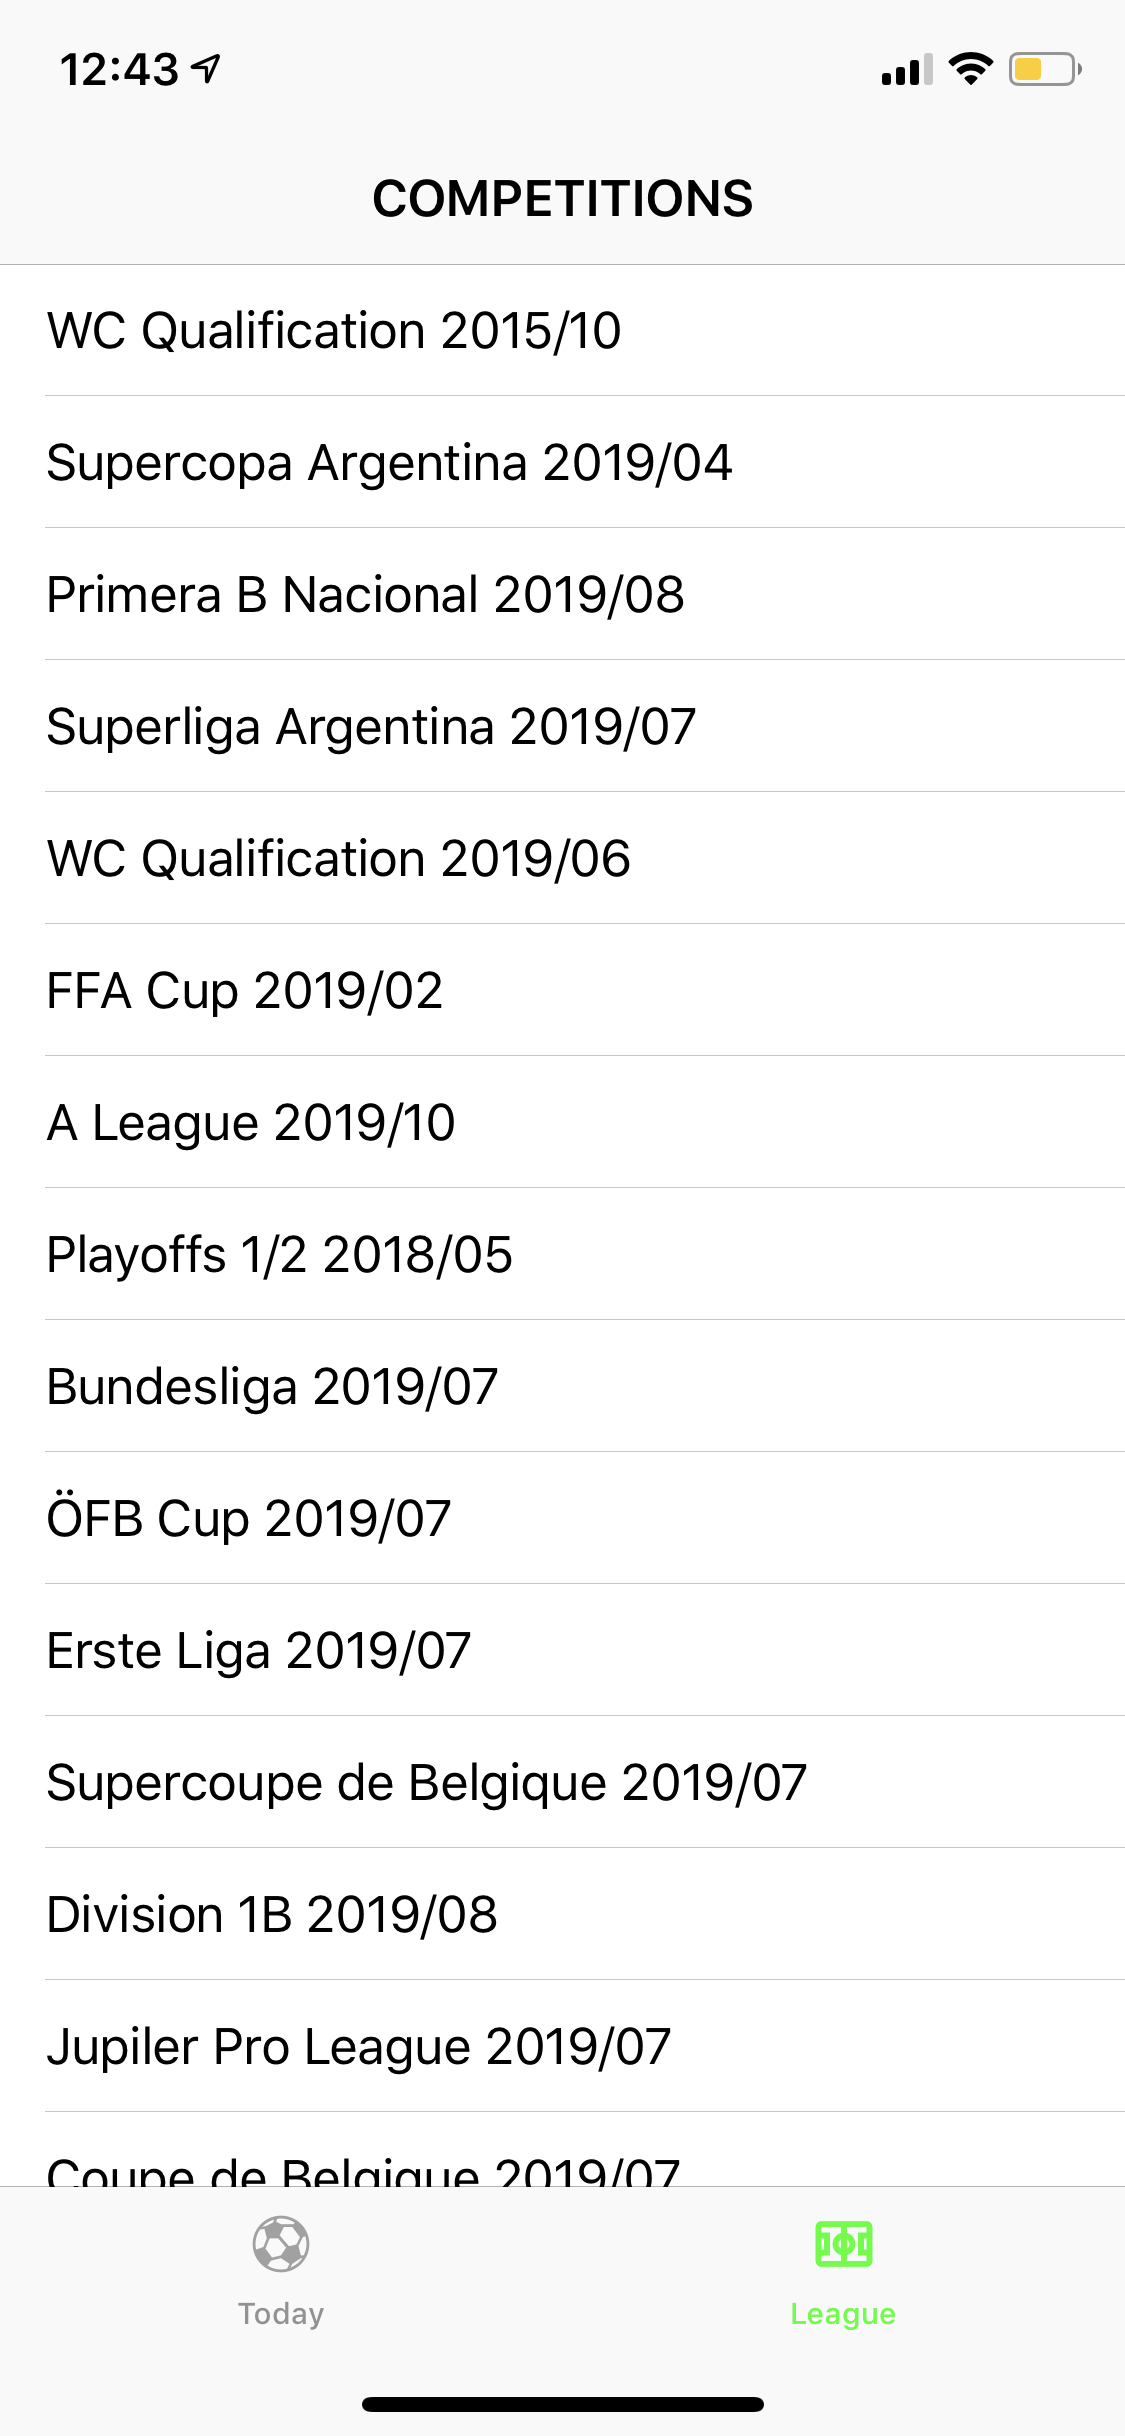 12:43
COMPETITIONS
WC Qualification 2015/10
Supercopa Argentina 2019/04
Primera B Nacional 2019/08
Superliga Argentina 2019/07
WC Qualification 2019/06
FFA Cup 2019/02
A League 2019/10
Playoffs 1/2 2018/05
Bundesliga 2019/07
ÖFB Cup 2019/07
Erste Liga 2019/07
Supercoupe de Belgique 2019/07
Division 1B 2019/08
Jupiler Pro League 2019/07
Coupe de Belgique 2019/07
Today
League